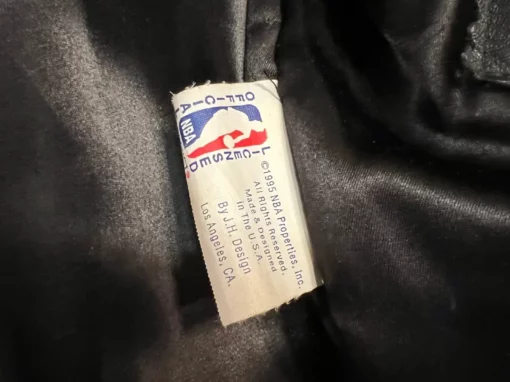 OFFICIAL
NBA
LICENSED
©1995 NBA Properties, Inc.
All Rights Reserved.
Made & Designed
In The U.S.A.
By J.H. Design
Los Angeles, CA.